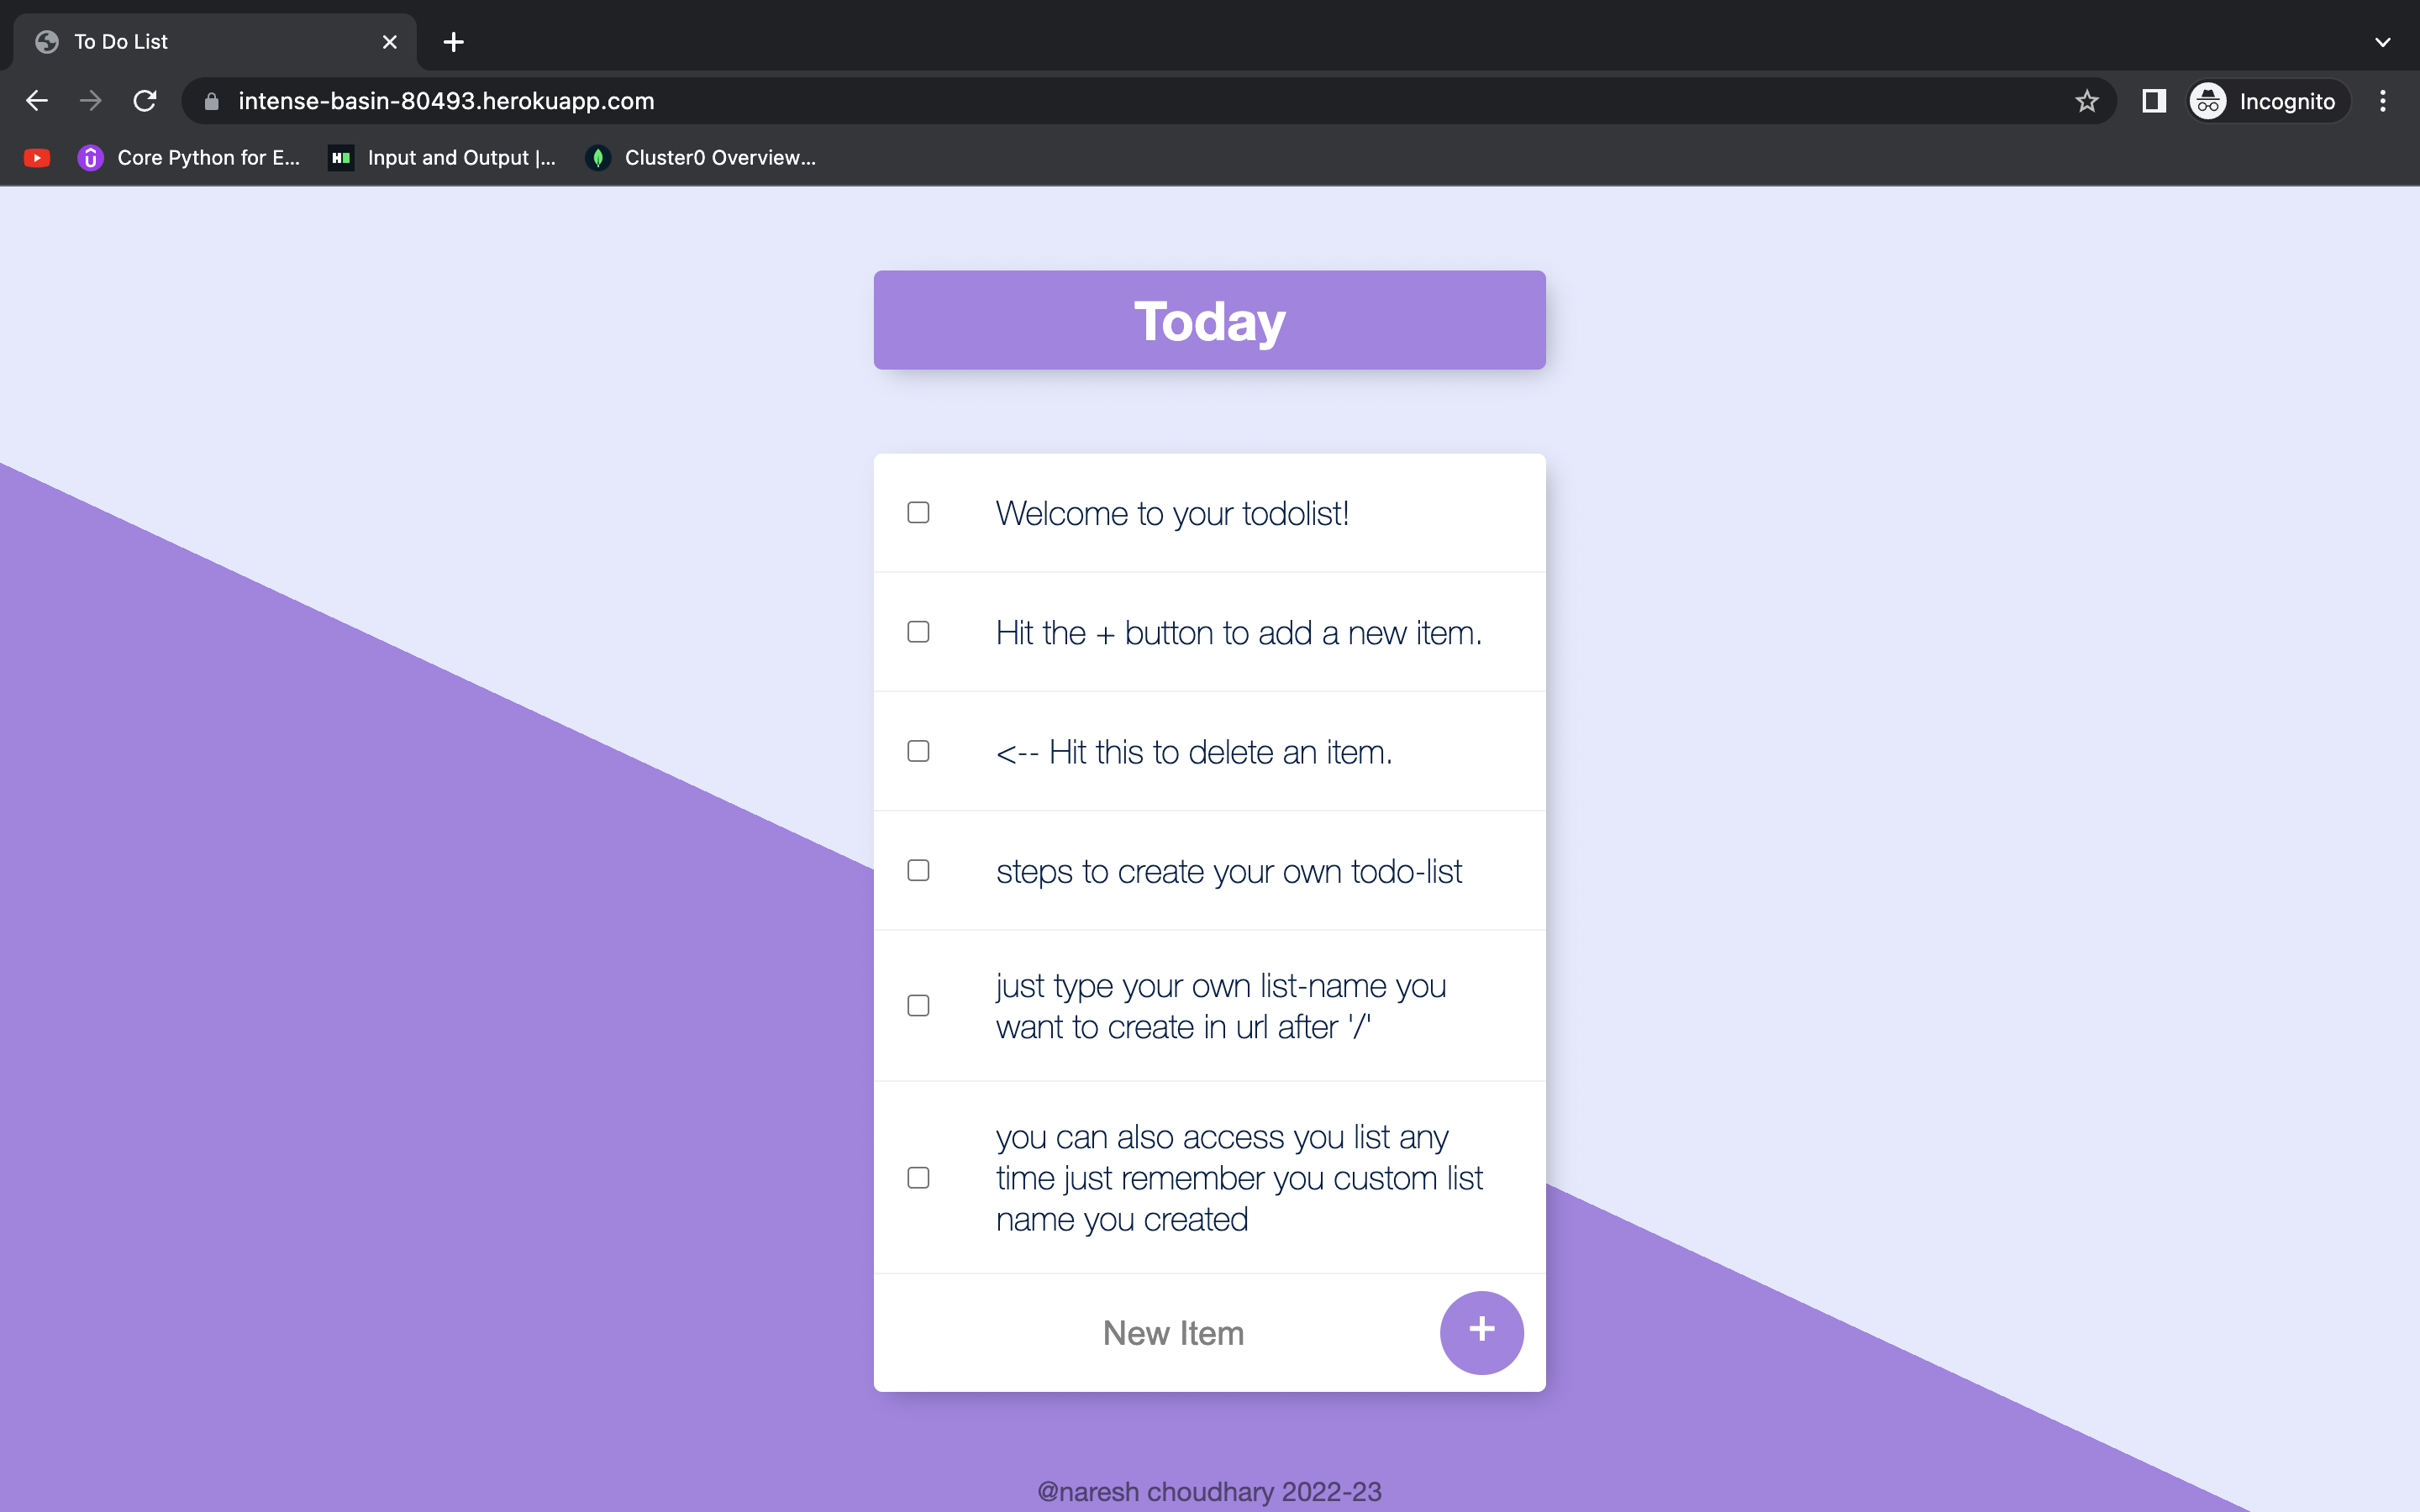 To Do List
intense-basin-80493.herokuapp.com
Incognito
Core Python for E...
Input and Output |...
Cluster0 Overview...
Today
Welcome to your todolist!
Hit the + button to add a new item.
<-- Hit this to delete an item.
steps to create your own todo-list
just type your own list-name you
want to create in url after '/'
you can also access you list any
time just remember you custom list
name you created
New Item
+
@naresh choudhary 2022-23